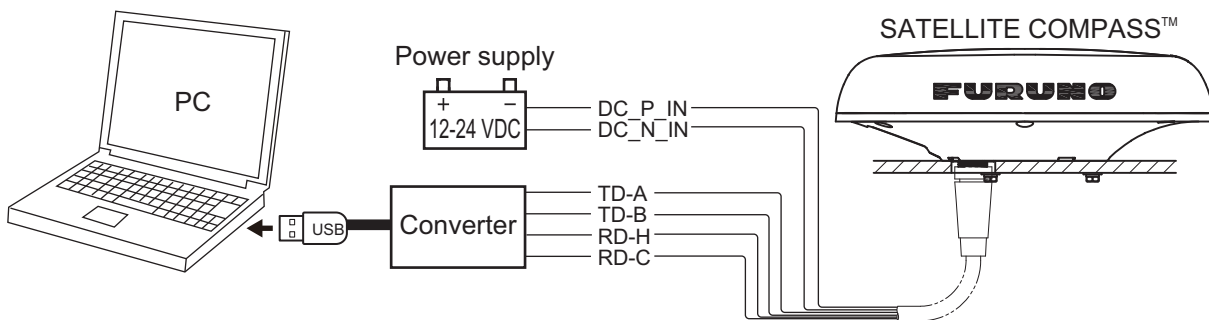 SATELLITE COMPASS™
FURUNO
PC
Power supply
+ −
12-24 VDC
DC_P_IN
DC_N_IN
USB
Converter
TD-A
TD-B
RD-H
RD-C